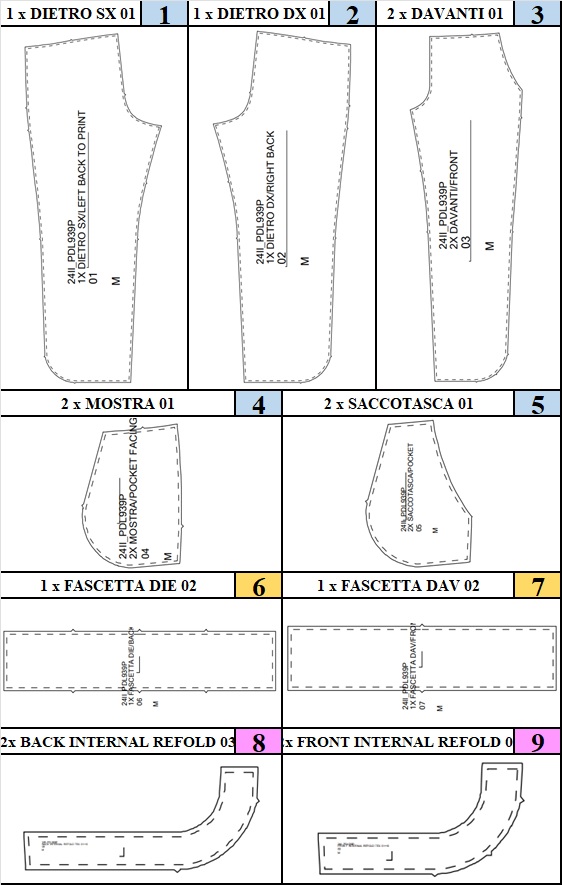 1 x DIETRO SX 01 1
1 x DIETRO DX 01 2
2 x DAVANTI 01 3
24II_PDL939P
1X DIETRO SX/LEFT BACK TO PRINT
01
M
24II_PDL939P
1X DIETRO DX/RIGHT BACK
02
M
24II_PDL939P
2X DAVANTI/FRONT
03
M
2 x MOSTRA 01 4
2 x SACCOTASCA 01 5
24II_PDL939P
2X MOSTRA/POCKET FACING
04
M
24II_PDL939P
2X SACCOTASCA/POCKET
05
M
1 x FASCETTA DIE 02 6
1 x FASCETTA DAV 02 7
24II_PDL939P
1X FASCETTA DIE/BACK
06
M
24II_PDL939P
1X FASCETTA DAV/FRON
07
M
2x BACK INTERNAL REFOLD 03 8
x FRONT INTERNAL REFOLD 0 9